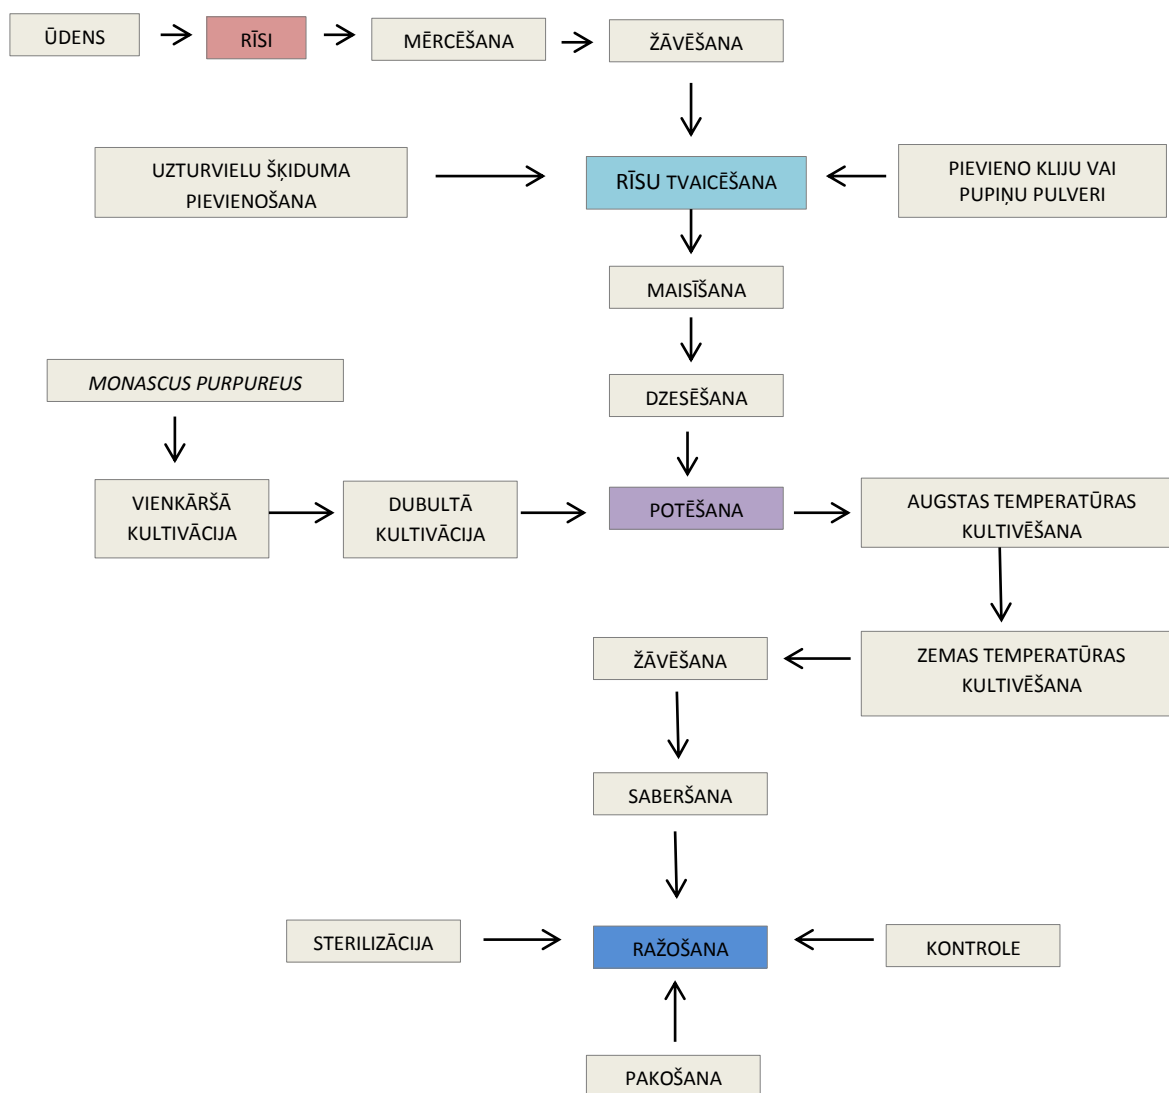 ŪDENS
RĪSI
MĒRCĒŠANA
ŽĀVĒŠANA
UZTURVIELU ŠĶIDUMA
PIEVIENOŠANA
RĪSU TVAICĒŠANA
PIEVIENO KLIJU VAI
PUPIŅU PULVERI
MAISĪŠANA
MONASCUS PURPUREUS
DZESĒŠANA
VIENKĀRŠĀ
KULTIVĀCIJA
DUBULTĀ
KULTIVĀCIJA
POTĒŠANA
AUGSTAS TEMPERATŪRAS
KULTIVĒŠANA
ŽĀVĒŠANA
ZEMAS TEMPERATŪRAS
KULTIVĒŠANA
SABERŠANA
STERILIZĀCIJA
RAŽOŠANA
KONTROLE
PAKOŠANA